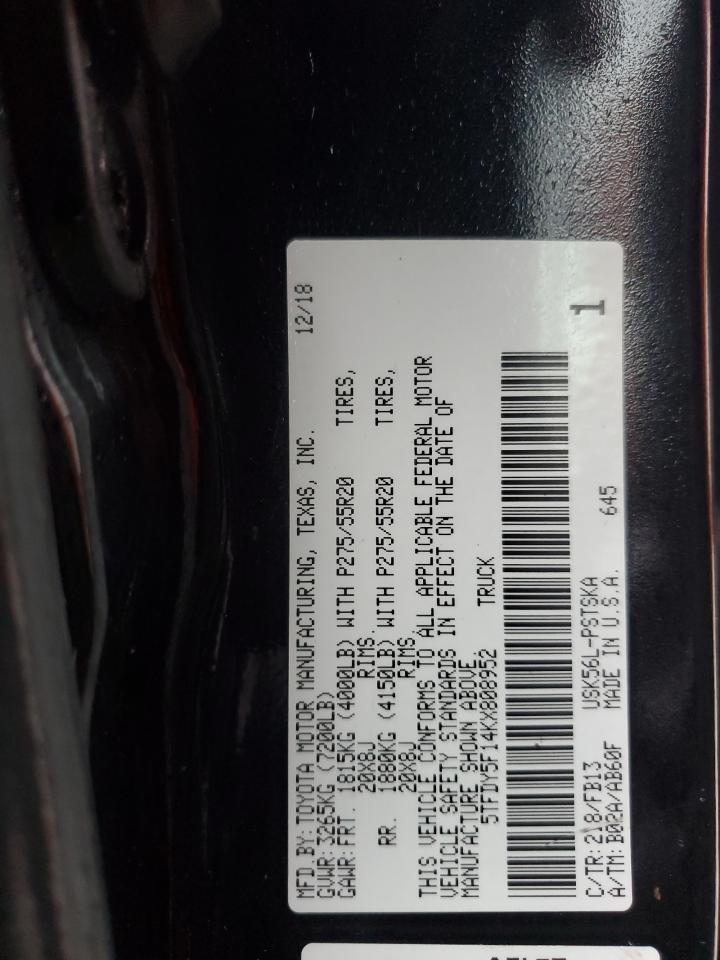 MFD.BY: TOYOTA MOTOR MANUFACTURING, TEXAS, INC. 12/18
GVWR: 3265KG (7200LB)
GAWR: FRT. 1815KG (4000LB) WITH P275/55R20 TIRES,
20X8J RIMS.
RR. 1880KG (4150LB) WITH P275/55R20 TIRES,
20X8J RIMS
THIS VEHICLE CONFORMS TO ALL APPLICABLE FEDERAL MOTOR
VEHICLE SAFETY STANDARDS IN EFFECT ON THE DATE OF
MANUFACTURE SHOWN ABOVE.
5TFDY5F14KX808952 TRUCK
1
C/TR: 218/FB13 USK56L-PSTSKA
A/TM: B02A/AB60F MADE IN U.S.A. 645